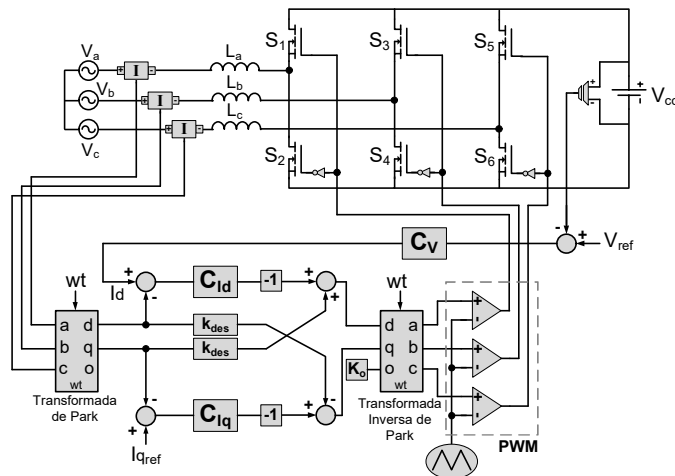 S1
S3
S5
Va
La
+ I -
Vb
Lb
+ I -
Vcc
Vc
Lc
+ I -
S2
S4
S6
CV
Vref
wt
Id
CId
-1
wt
a d
b q
c o
wt
kdes
kdes
d a
q b
o c
wt
Ko
Transformada
de Park
CIq
-1
Transformada
Inversa de
Park
PWM
Iqref